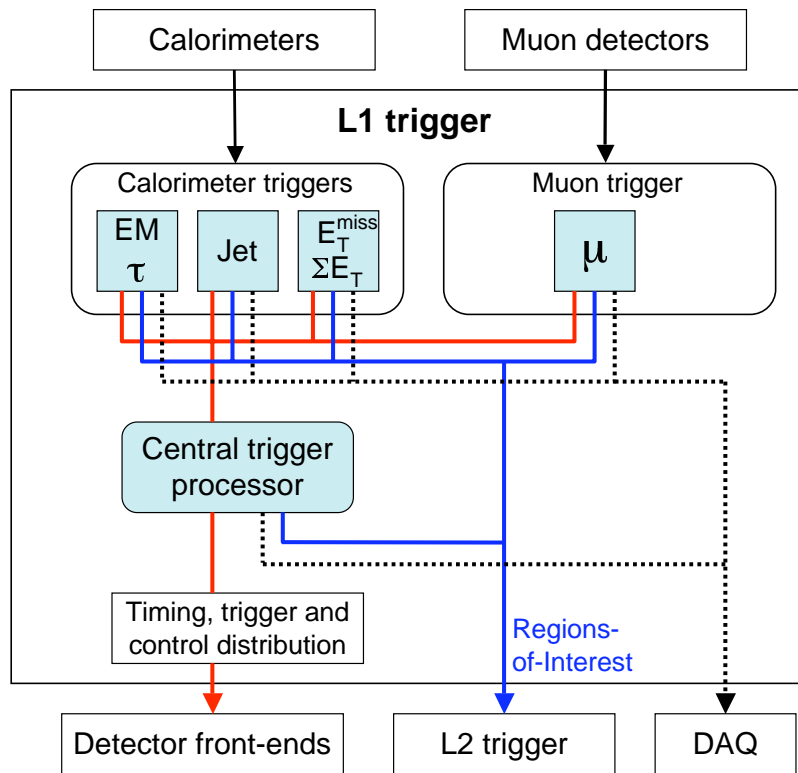 Calorimeters
Muon detectors
L1 trigger
Calorimeter triggers
Muon trigger
EM
τ
Jet
E_T^miss
ΣE_T
μ
Central trigger
processor
Timing, trigger and
control distribution
Regions-
of-Interest
Detector front-ends
L2 trigger
DAQ